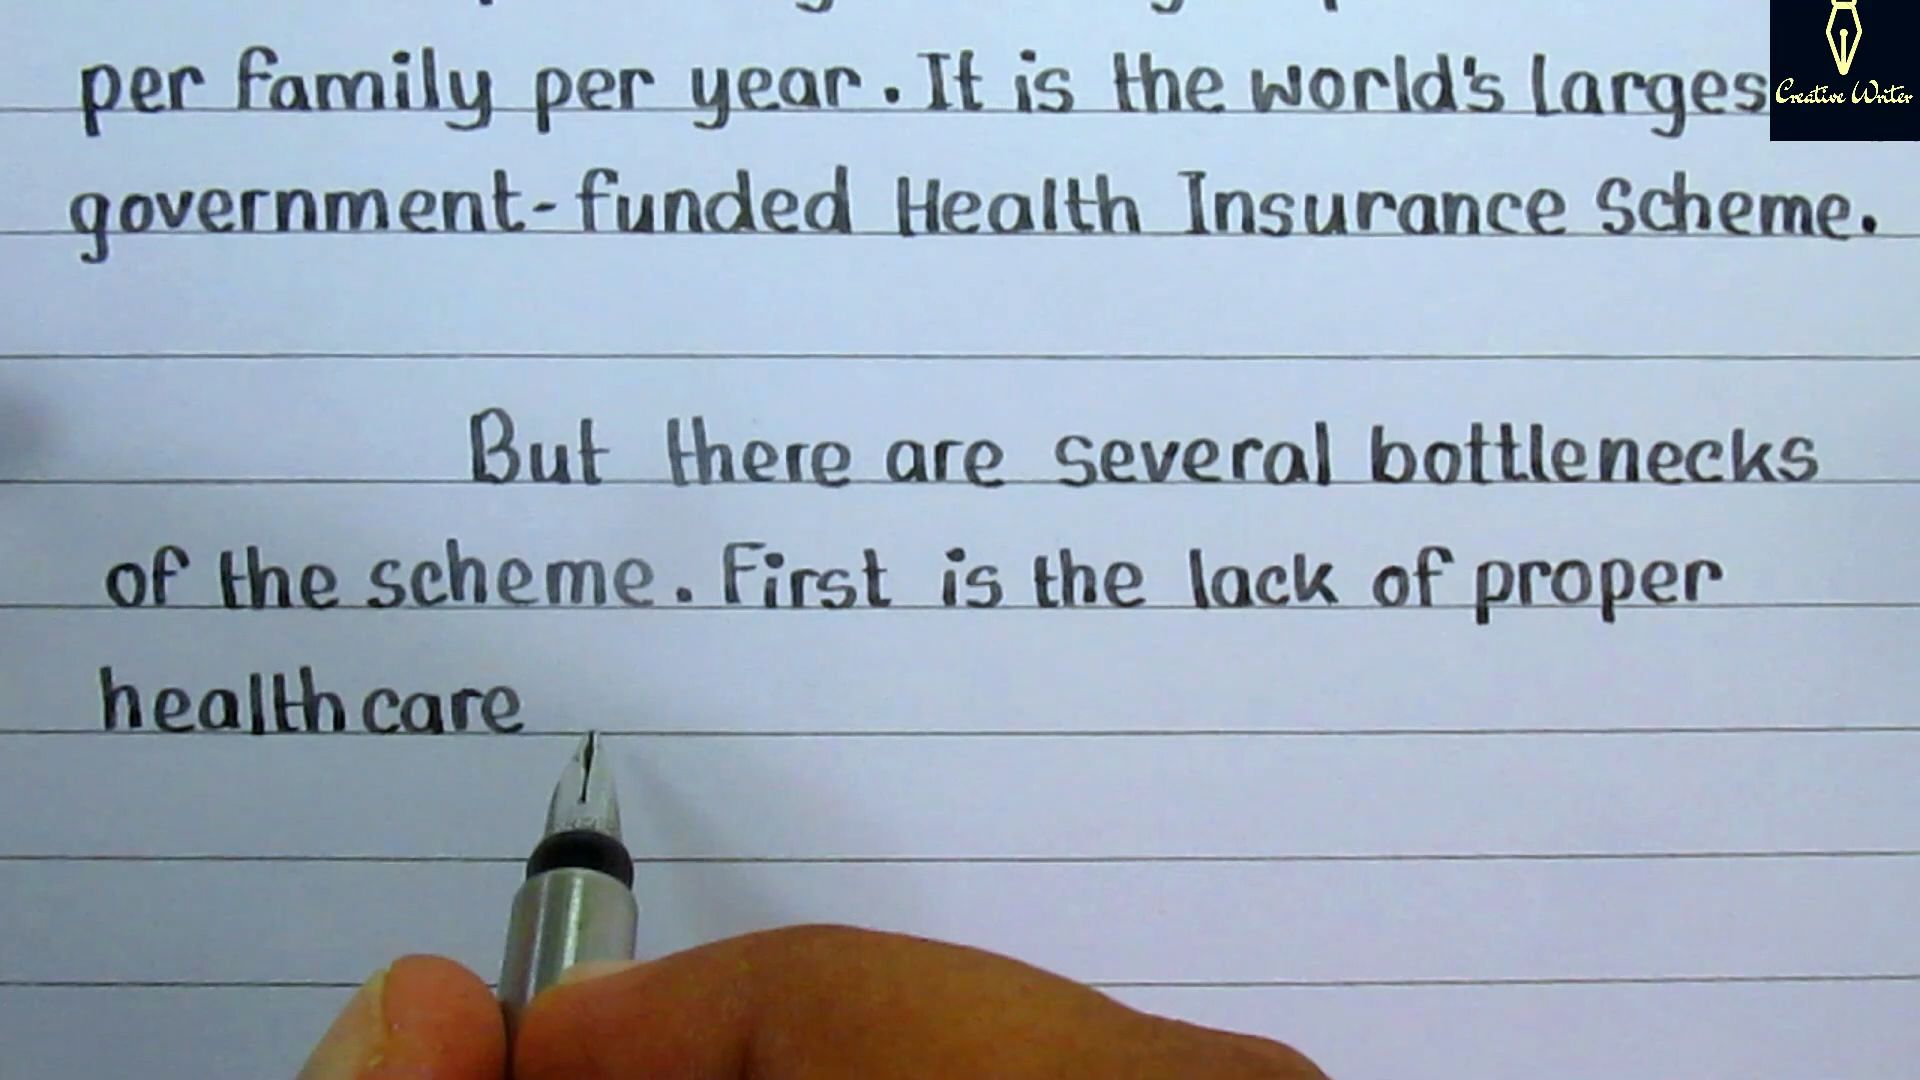 per family per year. It is the world's larges
Creative Writer
government-funded Health Insurance Scheme.
But there are several bottlenecks
of the scheme. First is the lack of proper
healthcare